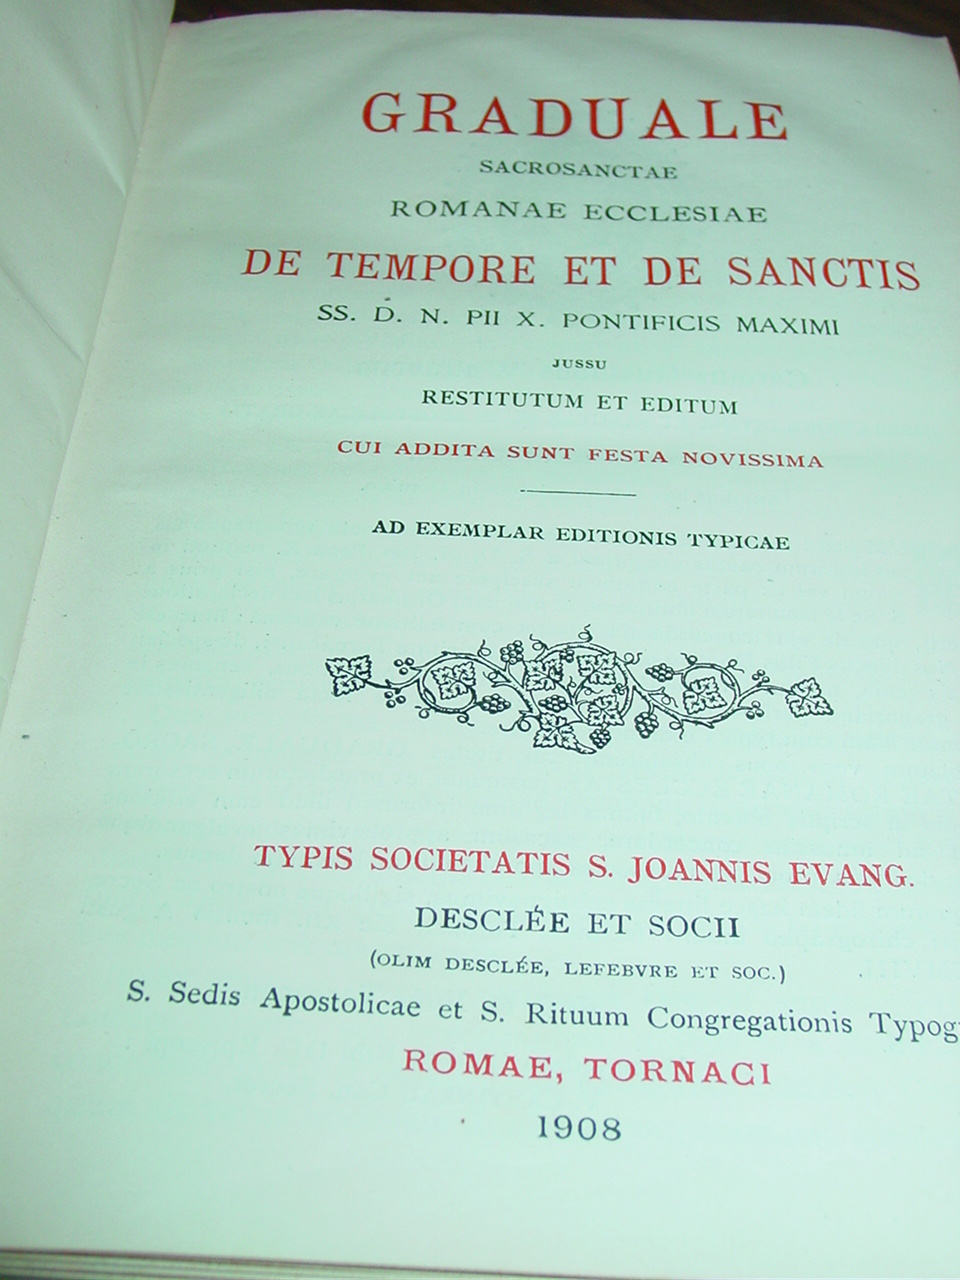 GRADUALE
SACROSANCTAE
ROMANAE ECCLESIAE
DE TEMPORE ET DE SANCTIS
SS. D. N. PII X. PONTIFICIS MAXIMI
JUSSU
RESTITUTUM ET EDITUM
CUI ADDITA SUNT FESTA NOVISSIMA
AD EXEMPLAR EDITIONIS TYPICAE
TYPIS SOCIETATIS S. JOANNIS EVANG.
DESCLÉE ET SOCII
(OLIM DESCLÉE, LEFEBVRE ET SOC.)
S. Sedis Apostolicae et S. Rituum Congregationis Typog
ROMAE, TORNACI
1908